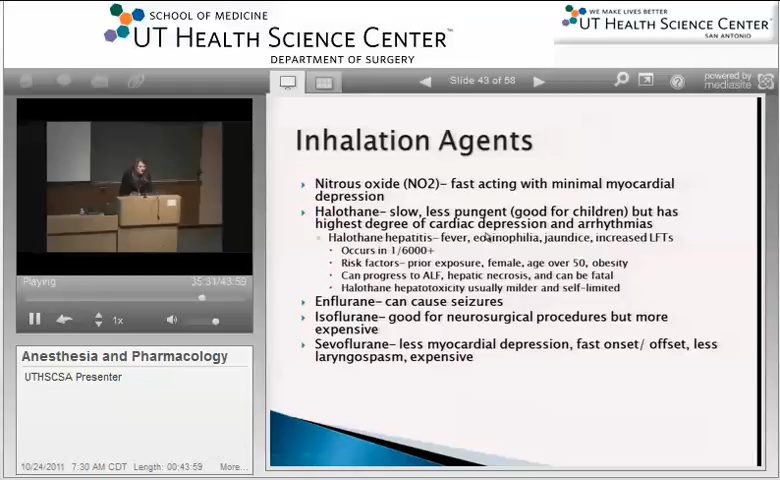 SCHOOL OF MEDICINE
UT HEALTH SCIENCE CENTER™
DEPARTMENT OF SURGERY
WE MAKE LIVES BETTER
UT HEALTH SCIENCE CENTER
SAN ANTONIO
Slide 43 of 58
powered by
mediasite
Inhalation Agents
Nitrous oxide (NO2)- fast acting with minimal myocardial
depression
Halothane- slow, less pungent (good for children) but has
highest degree of cardiac depression and arrhythmias
Halothane hepatitis- fever, eosinophilia, jaundice, increased LFTs
Occurs in 1/6000+
Risk factors- prior exposure, female, age over 50, obesity
Can progress to ALF, hepatic necrosis, and can be fatal
Halothane hepatotoxicity usually milder and self-limited
Enflurane- can cause seizures
Isoflurane- good for neurosurgical procedures but more
expensive
Sevoflurane- less myocardial depression, fast onset/ offset, less
laryngospasm, expensive
Playing
35:31/43:59
1x
Anesthesia and Pharmacology
UTHSCSA Presenter
10/24/2011 7:30 AM CDT Length: 00:43:59 More...